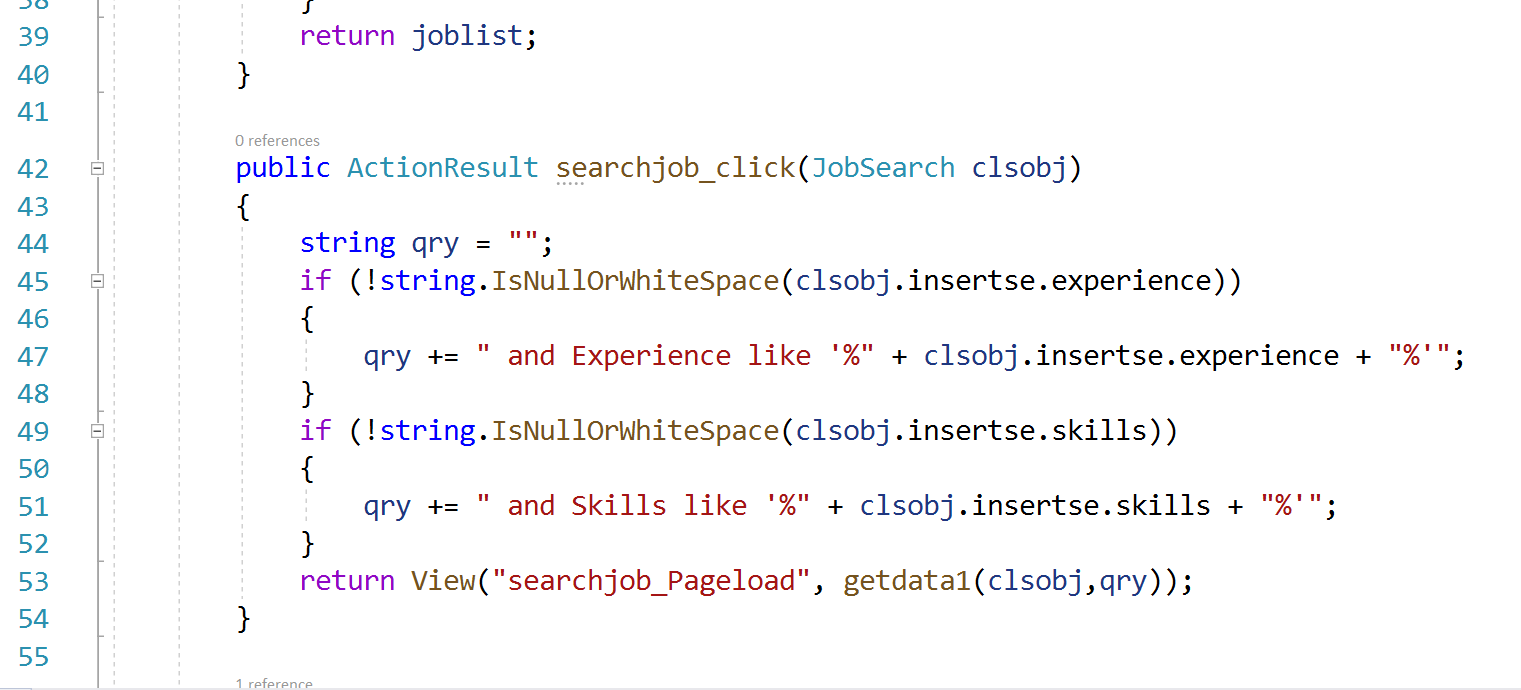 38 }
39 return joblist;
40 }
41
0 references
42 public ActionResult searchjob_click(JobSearch clsobj)
43 {
44 string qry = "";
45 if (!string.IsNullOrWhiteSpace(clsobj.insertse.experience))
46 {
47 qry += " and Experience like '%" + clsobj.insertse.experience + "%'";
48 }
49 if (!string.IsNullOrWhiteSpace(clsobj.insertse.skills))
50 {
51 qry += " and Skills like '%" + clsobj.insertse.skills + "%'";
52 }
53 return View("searchjob_Pageload", getdata1(clsobj,qry));
54 }
55
1 reference